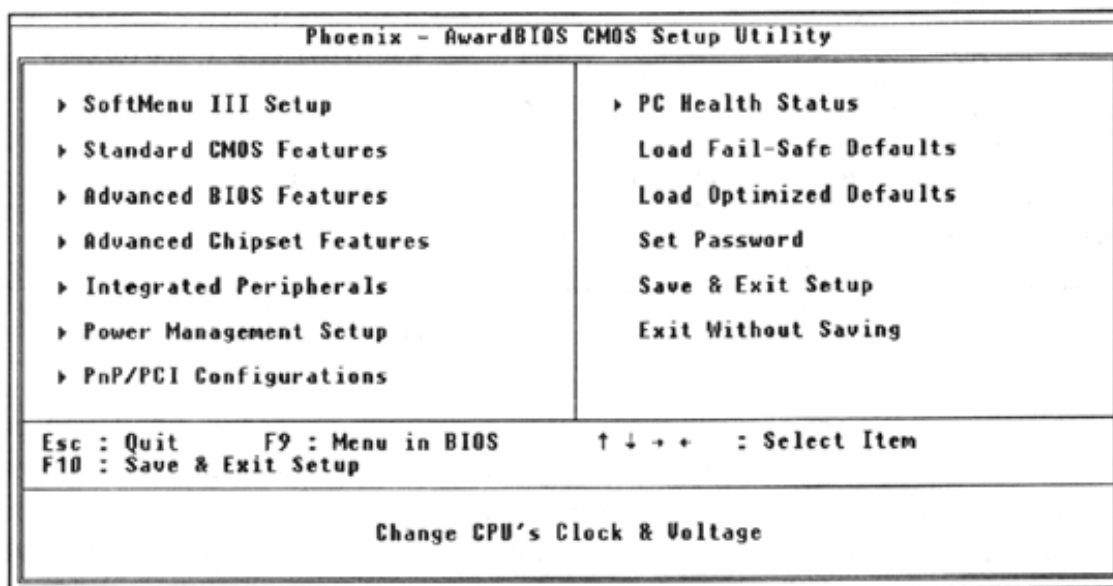 Phoenix - AwardBIOS CMOS Setup Utility
▸ SoftMenu III Setup
▸ Standard CMOS Features
▸ Advanced BIOS Features
▸ Advanced Chipset Features
▸ Integrated Peripherals
▸ Power Management Setup
▸ PnP/PCI Configurations
▸ PC Health Status
Load Fail-Safe Defaults
Load Optimized Defaults
Set Password
Save & Exit Setup
Exit Without Saving
Esc : Quit F9 : Menu in BIOS ↑ ↓ → ← : Select Item
F10 : Save & Exit Setup
Change CPU's Clock & Voltage